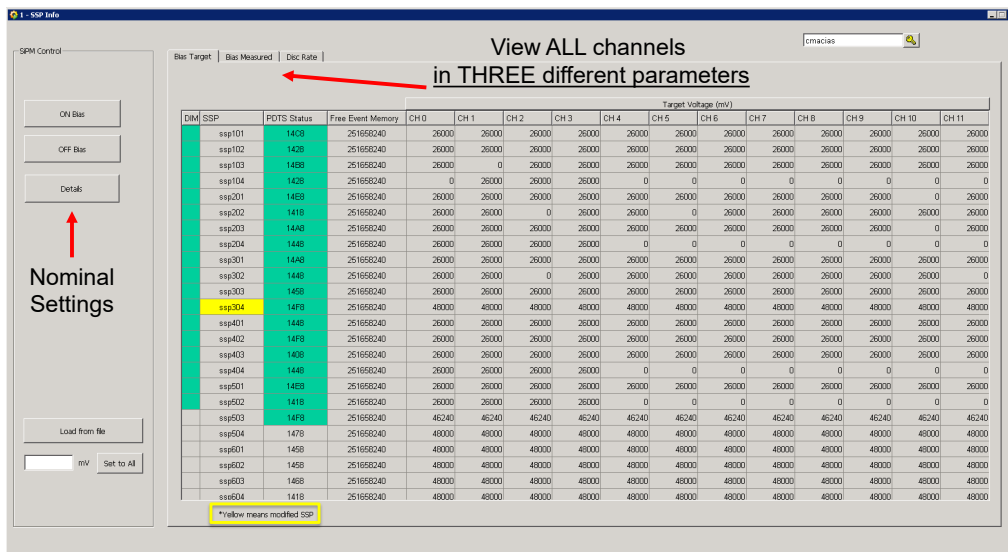 1 - SSP Info
cmacias
SiPM Control
ON Bias
OFF Bias
Details
Nominal
Settings
Load from file
mV Set to All
View ALL channels
in THREE different parameters
Bias Target Bias Measured Disc Rate
Target Voltage (mV)
DIM SSP PDTS Status Free Event Memory CH 0 CH 1 CH 2 CH 3 CH 4 CH 5 CH 6 CH 7 CH 8 CH 9 CH 10 CH 11
ssp101 14C8 251658240 26000 26000 26000 26000 26000 26000 26000 26000 26000 26000 26000 26000
ssp102 1428 251658240 26000 26000 26000 26000 26000 26000 26000 26000 26000 26000 26000 26000
ssp103 14B8 251658240 26000 0 26000 26000 26000 26000 26000 26000 26000 26000 26000 26000
ssp104 1428 251658240 0 26000 26000 26000 0 0 0 0 0 0 0 0
ssp201 14E8 251658240 26000 26000 26000 26000 26000 26000 26000 26000 26000 26000 0 26000
ssp202 1418 251658240 26000 26000 0 26000 26000 0 26000 26000 26000 26000 26000 26000
ssp203 14A8 251658240 26000 26000 26000 26000 26000 26000 26000 26000 26000 26000 0 26000
ssp204 1448 251658240 26000 26000 26000 26000 0 0 0 0 0 0 0 0
ssp301 14A8 251658240 26000 26000 26000 26000 26000 26000 26000 26000 26000 26000 26000 26000
ssp302 1448 251658240 26000 26000 0 26000 26000 26000 26000 26000 26000 26000 26000 0
ssp303 1458 251658240 26000 26000 26000 26000 26000 26000 26000 26000 26000 26000 26000 26000
ssp304 14F8 251658240 48000 48000 48000 48000 48000 48000 48000 48000 48000 48000 48000 48000
ssp401 1448 251658240 26000 26000 26000 26000 26000 26000 26000 26000 26000 26000 26000 26000
ssp402 14F8 251658240 26000 26000 26000 26000 26000 26000 26000 26000 26000 26000 26000 26000
ssp403 1408 251658240 26000 26000 26000 26000 26000 26000 26000 26000 26000 26000 26000 26000
ssp404 1448 251658240 26000 26000 26000 26000 0 0 0 0 0 0 0 0
ssp501 14E8 251658240 26000 26000 26000 26000 26000 26000 26000 26000 26000 26000 26000 26000
ssp502 1418 251658240 26000 26000 26000 26000 0 0 0 0 0 0 0 0
ssp503 14F8 251658240 46240 46240 46240 46240 46240 46240 46240 46240 46240 46240 46240 46240
ssp504 1478 251658240 48000 48000 48000 48000 48000 48000 48000 48000 48000 48000 48000 48000
ssp601 1458 251658240 48000 48000 48000 48000 48000 48000 48000 48000 48000 48000 48000 48000
ssp602 1458 251658240 48000 48000 48000 48000 48000 48000 48000 48000 48000 48000 48000 48000
ssp603 1468 251658240 48000 48000 48000 48000 48000 48000 48000 48000 48000 48000 48000 48000
ssp604 1418 251658240 48000 48000 48000 48000 48000 48000 48000 48000 48000 48000 48000 48000
*Yellow means modified SSP